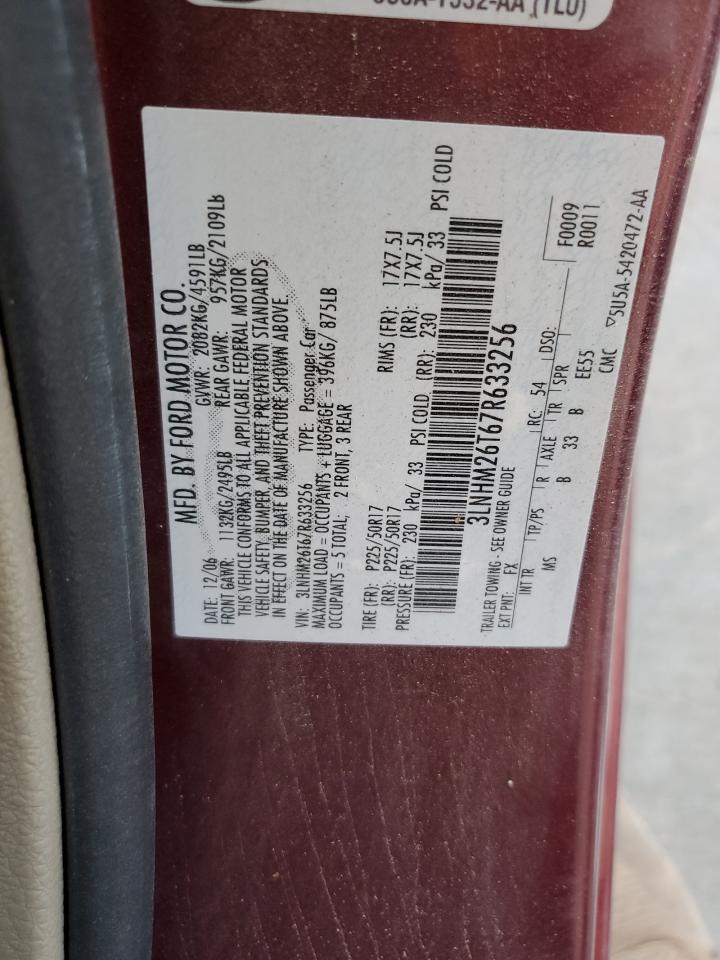 MFD. BY FORD MOTOR CO.
DATE: 12/06 GVWR: 2082KG/4591LB
FRONT GAWR: 1132KG/2495LB REAR GAWR: 957KG/2109LB
THIS VEHICLE CONFORMS TO ALL APPLICABLE FEDERAL MOTOR
VEHICLE SAFETY, BUMPER, AND THEFT PREVENTION STANDARDS
IN EFFECT ON THE DATE OF MANUFACTURE SHOWN ABOVE.
VIN: 3LNHM26T67R633256 TYPE: Passenger Car
MAXIMUM LOAD = OCCUPANTS + LUGGAGE = 396KG/ 875LB
OCCUPANTS = 5 TOTAL; 2 FRONT, 3 REAR
TIRE (FR): P225/50R17 RIMS (FR): 17X7.5J
(RR): P225/50R17 (RR): 17X7.5J
PRESSURE (FR): 230 kPa/ 33 PSI COLD (RR): 230 kPa/ 33 PSI COLD
3LNHM26T67R633256
TRAILER TOWING - SEE OWNER GUIDE
EXT PNT: FX RC: 54 DSO: F0009
R0011
INT TR TP/PS R AXLE TR SPR
MS B 33 B EE55
CMC ▽5U5A-5420472-AA